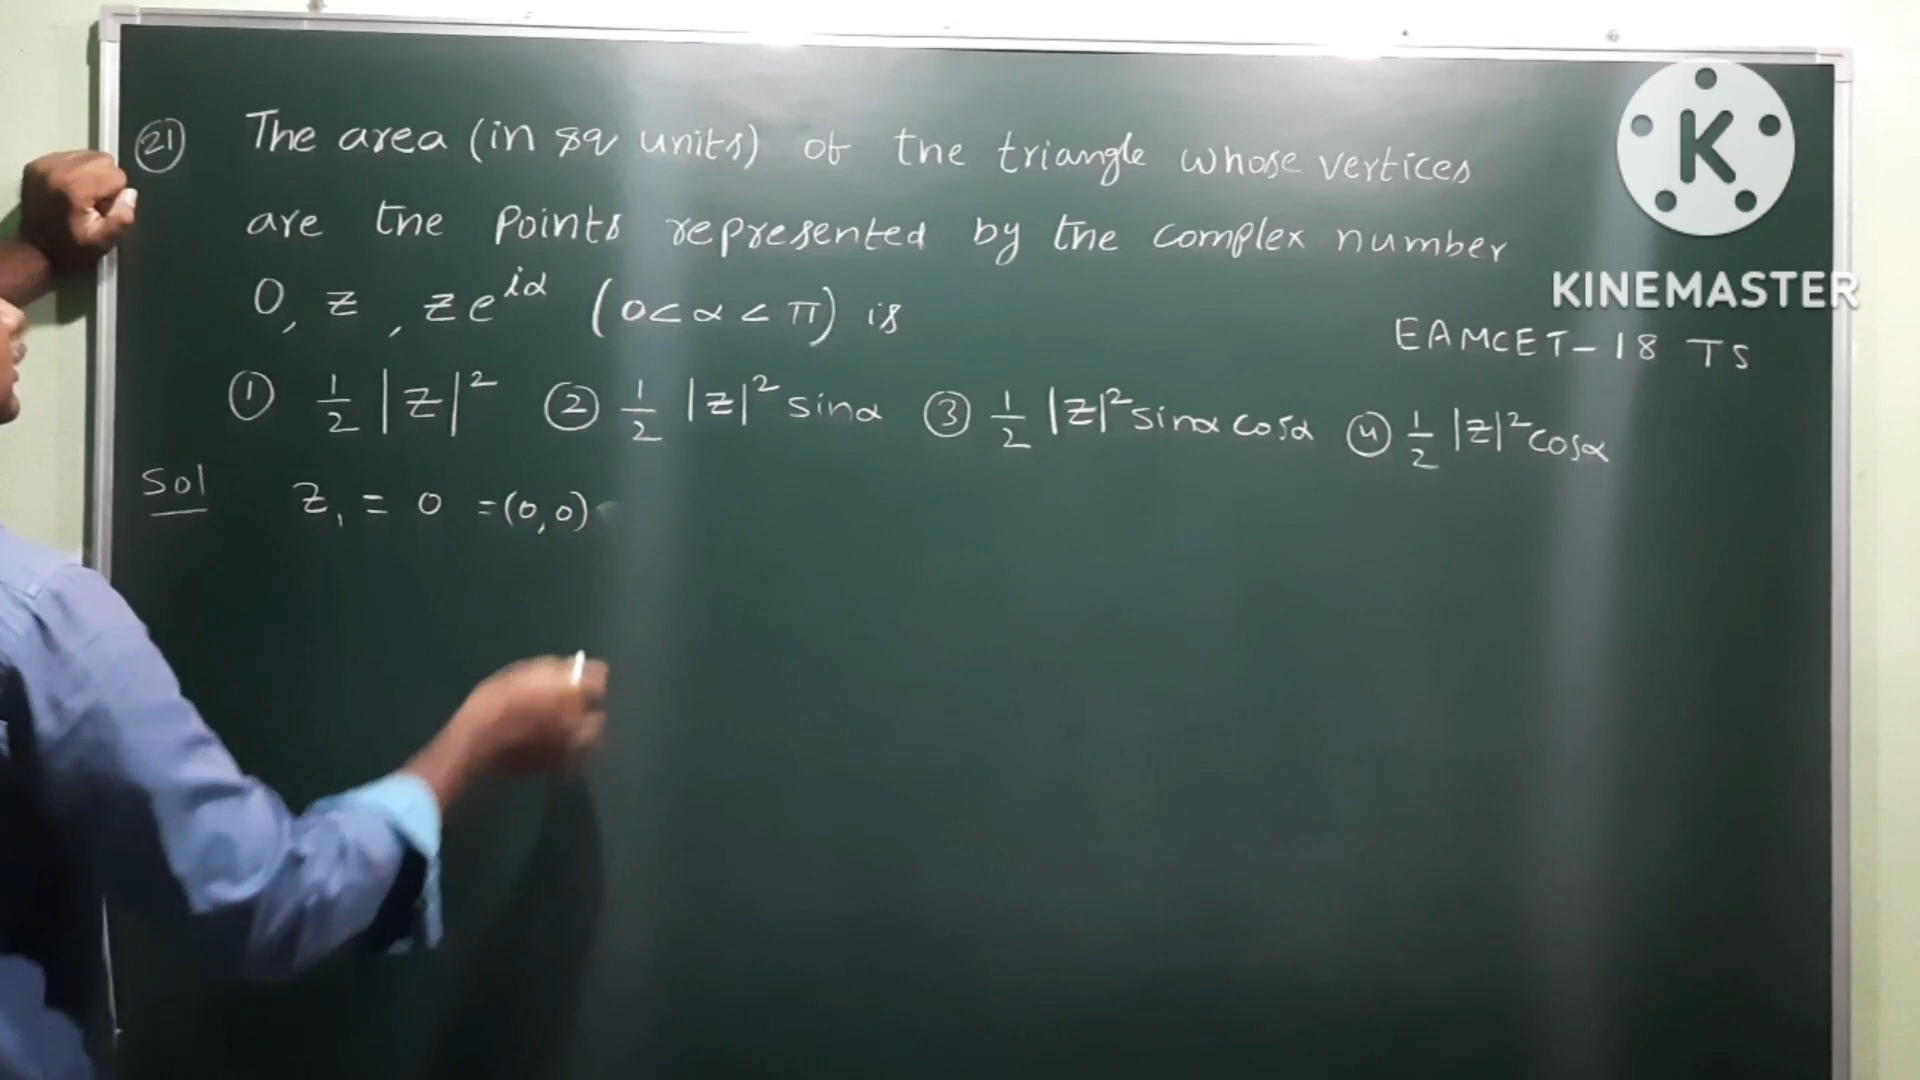 21 The area (in sq units) of the triangle whose vertices
are the points represented by the complex number
0, z, ze^{iα} (0<α<π) is
EAMCET-18 TS
① 1/2 |z|² ② 1/2 |z|² sinα ③ 1/2 |z|² sinα cosα ④ 1/2 |z|² cosα
Sol z₁ = 0 =(0,0)
K
KINEMASTER